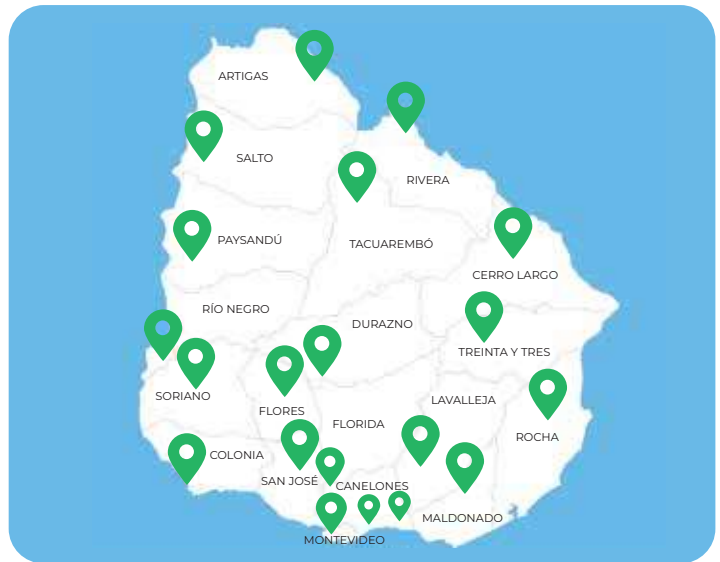 ARTIGAS
SALTO
RIVERA
PAYSANDÚ
TACUAREMBÓ
CERRO LARGO
RÍO NEGRO
DURAZNO
TREINTA Y TRES
SORIANO
LAVALLEJA
FLORES
FLORIDA
ROCHA
COLONIA
SAN JOSÉ
CANELONES
MALDONADO
MONTEVIDEO